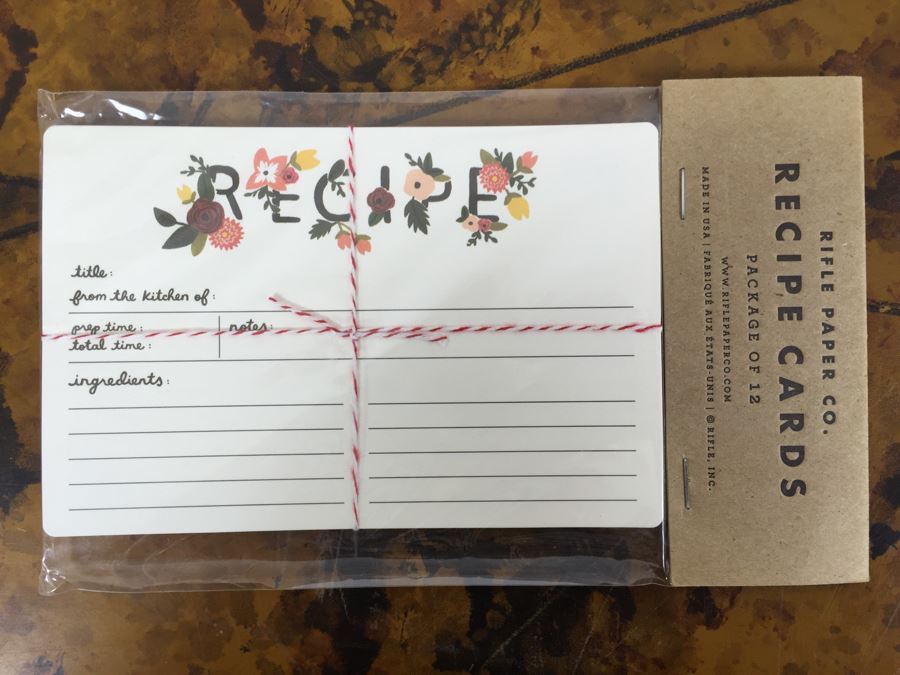 RECIPE
title:
from the kitchen of:
prep time:
notes:
total time:
ingredients:
RIFLE PAPER CO.
RECIPE CARDS
PACKAGE OF 12
WWW.RIFLEPAPERCO.COM
MADE IN USA | FABRIQUÉ AUX ÉTATS-UNIS | © RIFLE, INC.